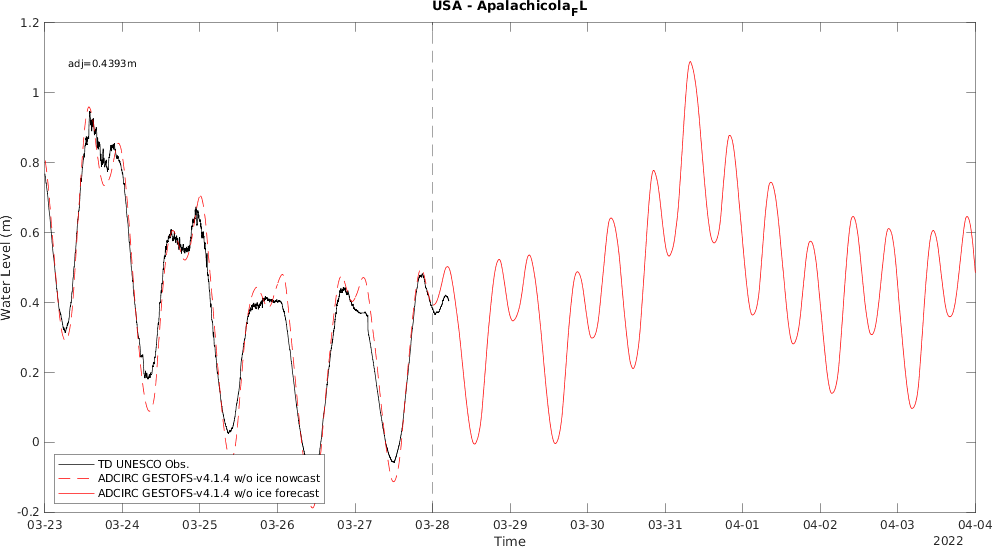 USA - Apalachicola_FL
adj=0.4393m
Water Level (m)
1.2
1
0.8
0.6
0.4
0.2
0
-0.2
TD UNESCO Obs.
ADCIRC GESTOFS-v4.1.4 w/o ice nowcast
ADCIRC GESTOFS-v4.1.4 w/o ice forecast
03-23 03-24 03-25 03-26 03-27 03-28 03-29 03-30 03-31 04-01 04-02 04-03 04-04
Time
2022